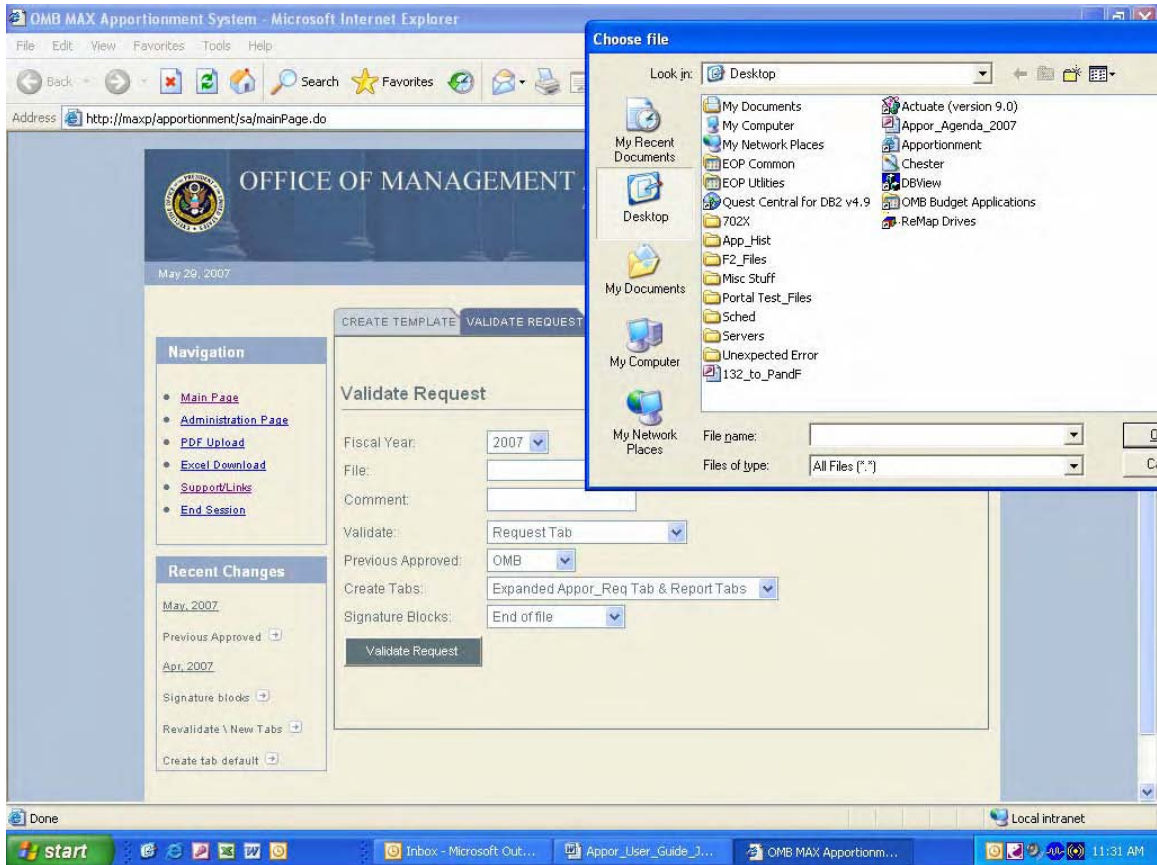 OMB MAX Apportionment System - Microsoft Internet Explorer
File Edit View Favorites Tools Help
Back Search Favorites
Address http://maxp/apportionment/sa/mainPage.do
OFFICE OF MANAGEMENT
May 29, 2007
CREATE TEMPLATE VALIDATE REQUEST
Navigation
Main Page
Administration Page
PDF Upload
Excel Download
Support/Links
End Session
Recent Changes
May, 2007
Previous Approved
Apr, 2007
Signature blocks
Revalidate \ New Tabs
Create tab default
Validate Request
Fiscal Year: 2007
File:
Comment:
Validate: Request Tab
Previous Approved: OMB
Create Tabs: Expanded Appor_Req Tab & Report Tabs
Signature Blocks: End of file
Validate Request
Choose file
Look in: Desktop
My Recent Documents
Desktop
My Documents
My Computer
My Network Places
My Documents
My Computer
My Network Places
EOP Common
EOP Utlities
Quest Central for DB2 v4.9
702X
App_Hist
F2_Files
Misc Stuff
Portal Test_Files
Sched
Servers
Unexpected Error
132_to_PandF
Actuate (version 9.0)
Appor_Agenda_2007
Apportionment
Chester
DBView
OMB Budget Applications
ReMap Drives
File name:
Files of type: All Files (*.*)
O
Ca
Done
Local intranet
start
Inbox - Microsoft Out...
Appor_User_Guide_J...
OMB MAX Apportionm...
11:31 AM